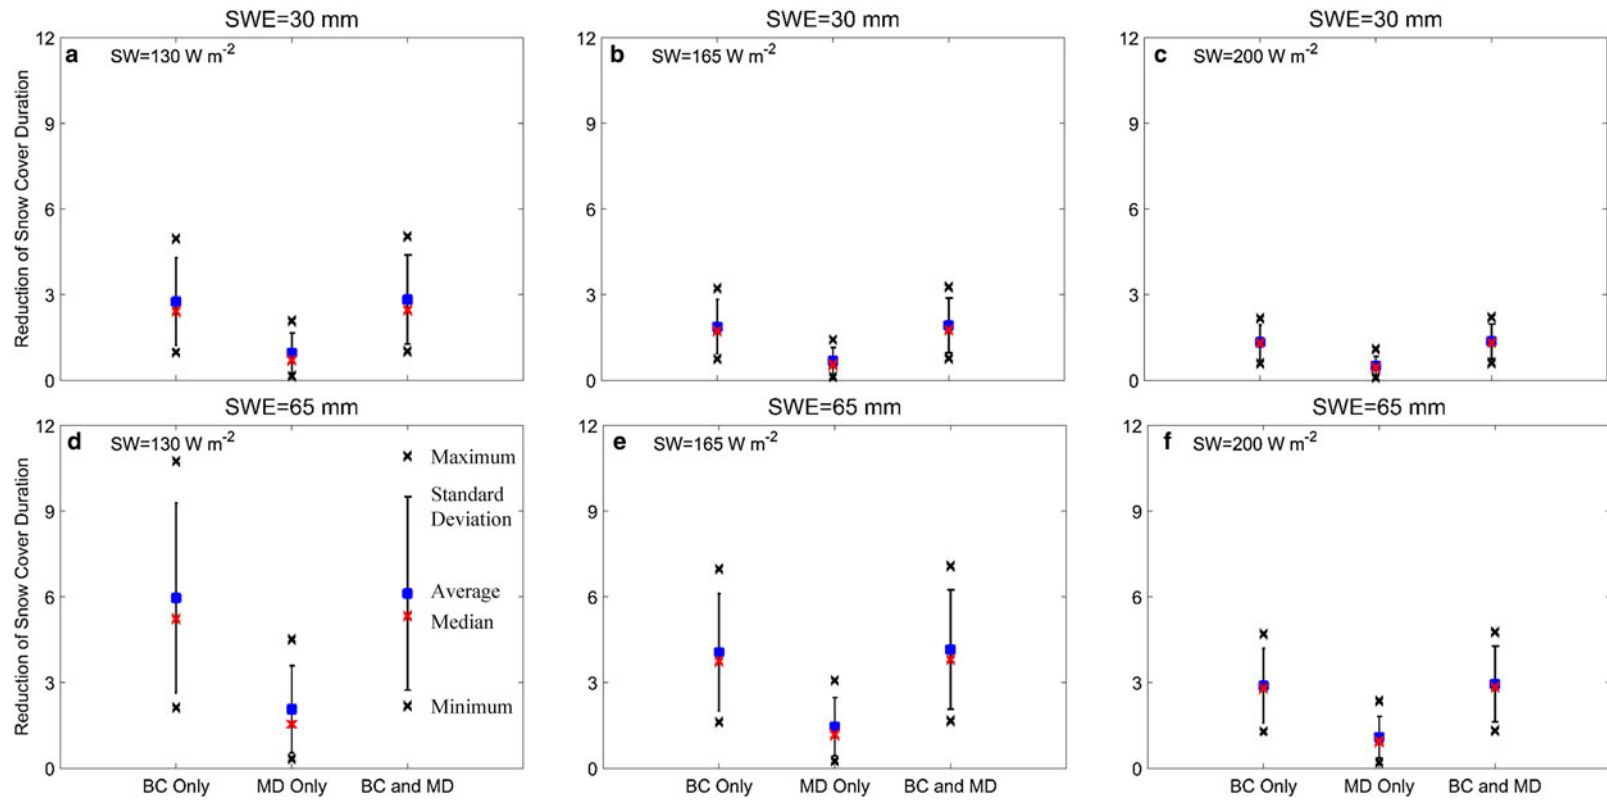 SWE=30 mm
SWE=30 mm
SWE=30 mm
a
SW=130 W m-2
b
SW=165 W m-2
c
SW=200 W m-2
Reduction of Snow Cover Duration
12
9
6
3
0
12
9
6
3
0
12
9
6
3
0
SWE=65 mm
SWE=65 mm
SWE=65 mm
d
SW=130 W m-2
e
SW=165 W m-2
f
SW=200 W m-2
Reduction of Snow Cover Duration
12
9
6
3
0
Maximum
Standard
Deviation
Average
Median
Minimum
12
9
6
3
0
12
9
6
3
0
BC Only MD Only BC and MD
BC Only MD Only BC and MD
BC Only MD Only BC and MD